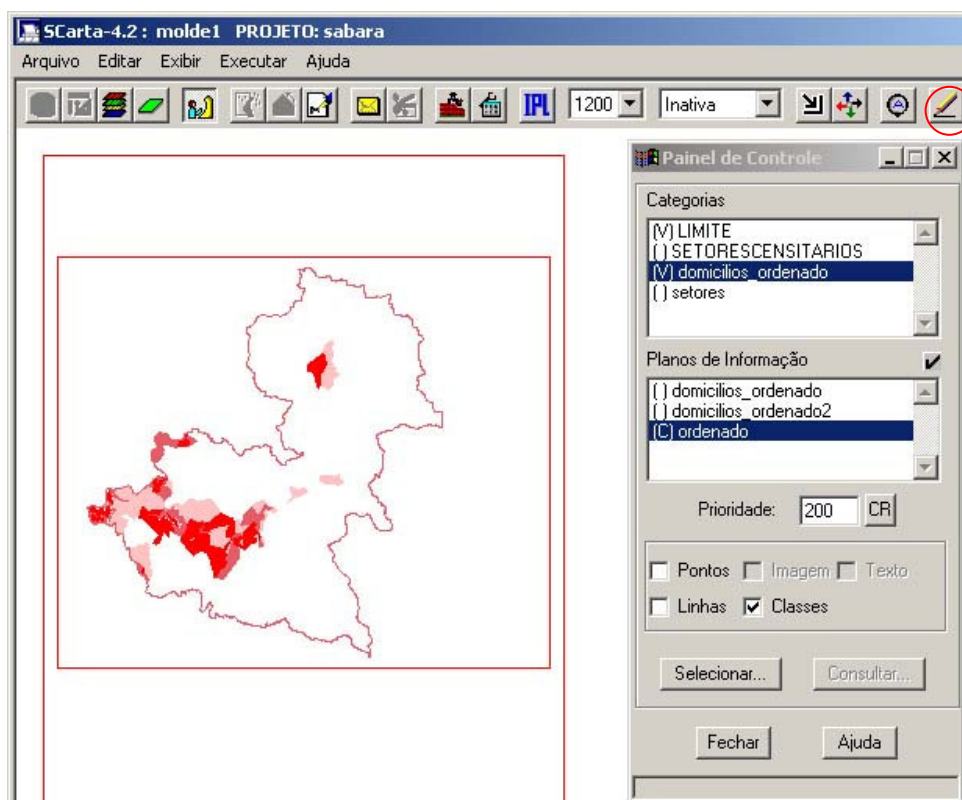 SCarta-4.2 : molde1 PROJETO: sabara
Arquivo Editar Exibir Executar Ajuda
IPL 1200 Inativa
Painel de Controle
Categorias
(V) LIMITE
( ) SETORESCENSITARIOS
(V) domicilios_ordenado
( ) setores
Planos de Informação
( ) domicilios_ordenado
( ) domicilios_ordenado2
(C) ordenado
Prioridade: 200 CR
Pontos Imagem Texto
Linhas Classes
Selecionar... Consultar...
Fechar Ajuda